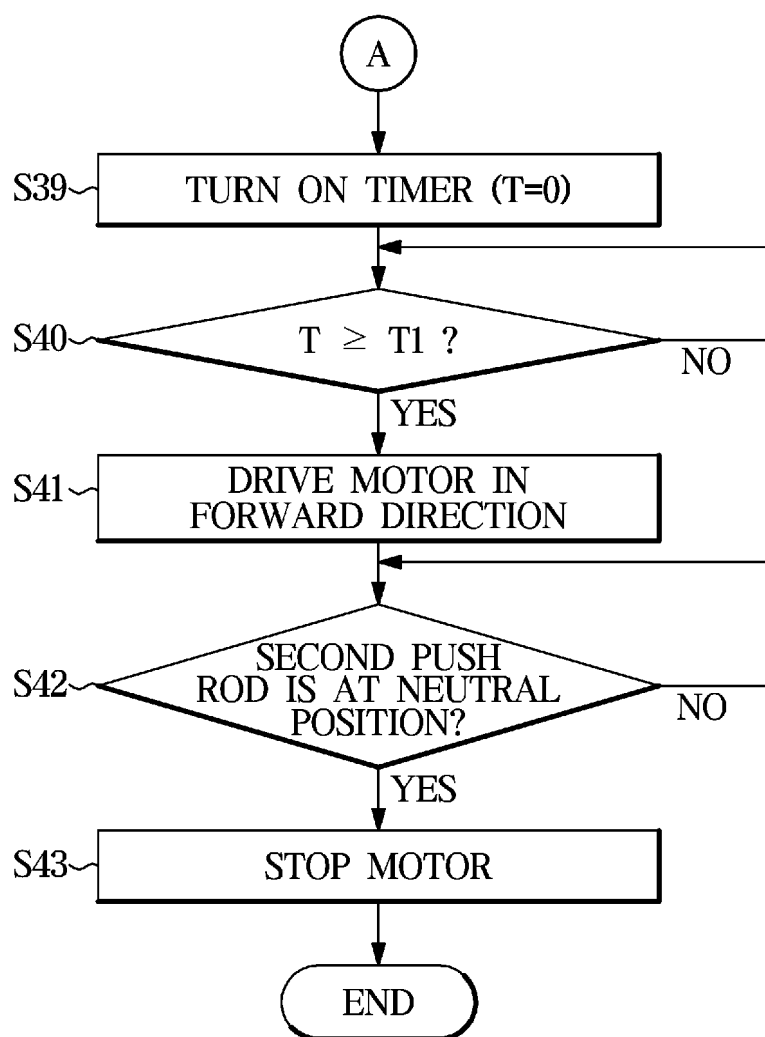 A
S39
TURN ON TIMER (T=0)
S40
T ≥ T1 ?
NO
YES
S41
DRIVE MOTOR IN
FORWARD DIRECTION
S42
SECOND PUSH
ROD IS AT NEUTRAL
POSITION?
NO
YES
S43
STOP MOTOR
END